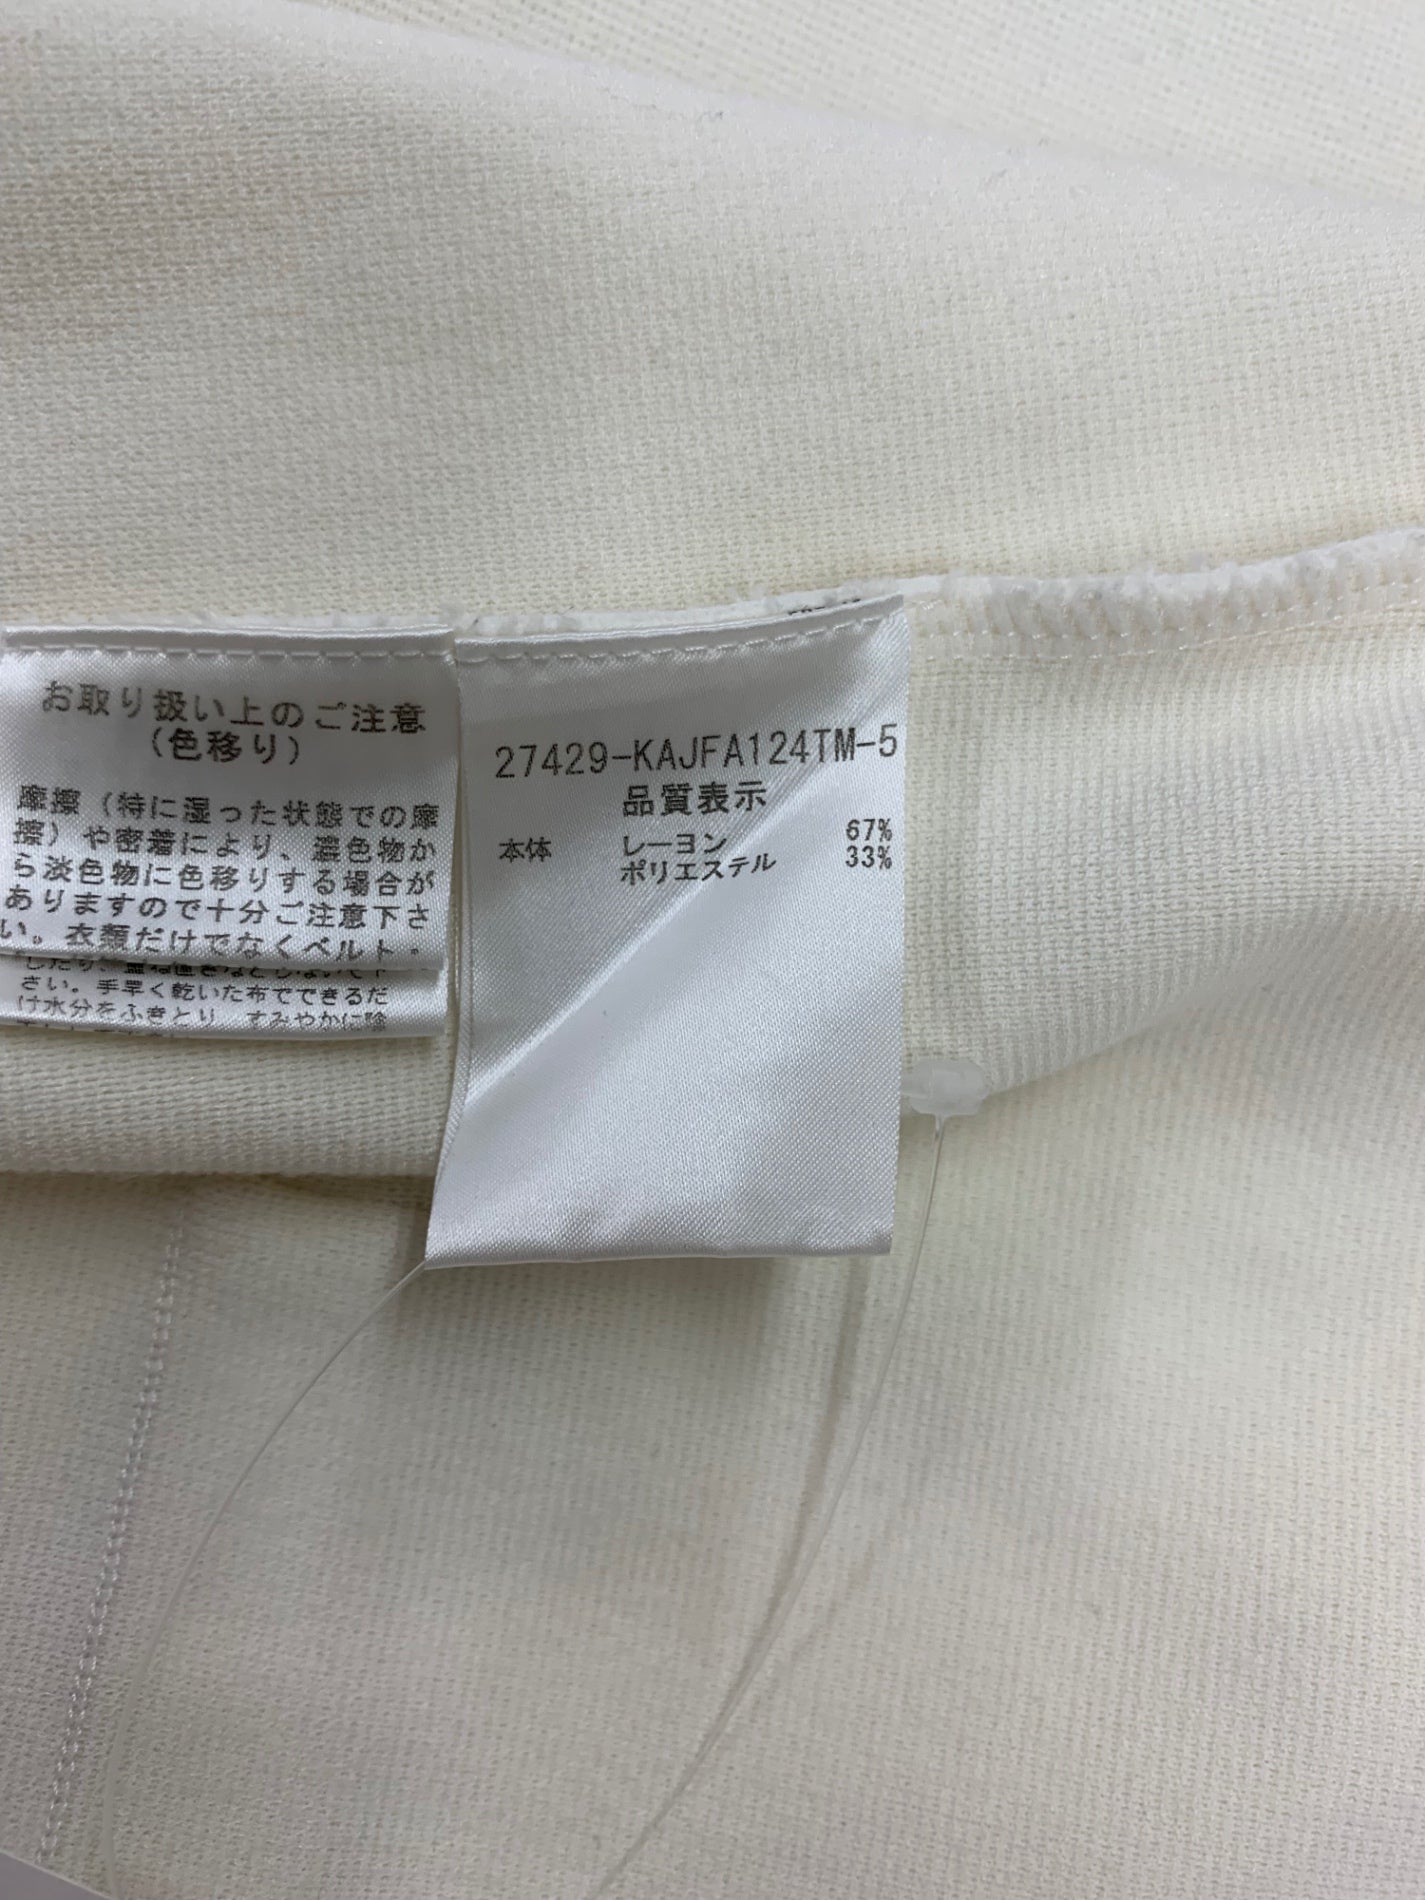 お取り扱い上のご注意
(色移り)
摩擦(特に湿った状態での摩
擦)や密着により、濃色物か
ら淡色物に色移りする場合が
ありますので十分ご注意下さ
い。衣類だけでなくベルト・
さい。手早く乾いた布でできるだ
け水分をふきとり、すみやかに陰
27429-KAJFA124TM-5
品質表示
本体 レーヨン 67%
ポリエステル 33%